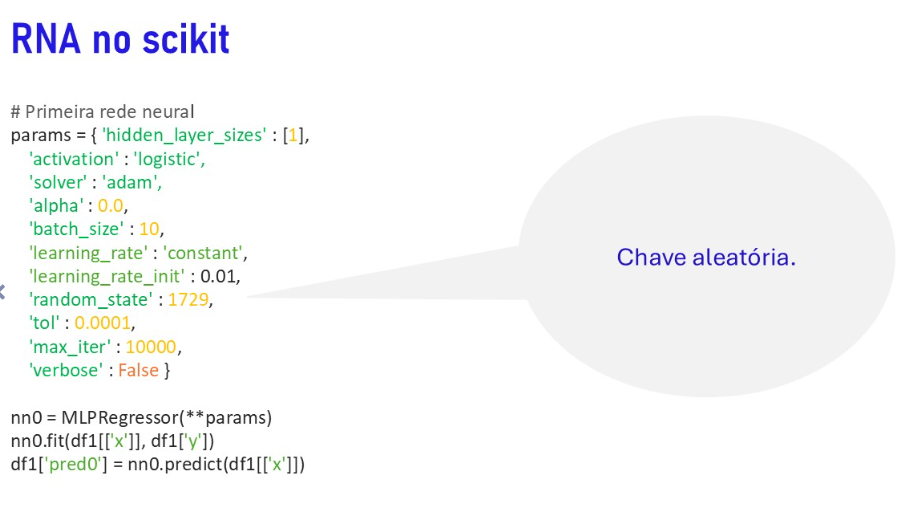 RNA no scikit
# Primeira rede neural
params = { 'hidden_layer_sizes' : [1],
'activation' : 'logistic',
'solver' : 'adam',
'alpha' : 0.0,
'batch_size' : 10,
'learning_rate' : 'constant',
'learning_rate_init' : 0.01,
'random_state' : 1729,
'tol' : 0.0001,
'max_iter' : 10000,
'verbose' : False }
nn0 = MLPRegressor(**params)
nn0.fit(df1[['x']], df1['y'])
df1['pred0'] = nn0.predict(df1[['x']])
Chave aleatória.